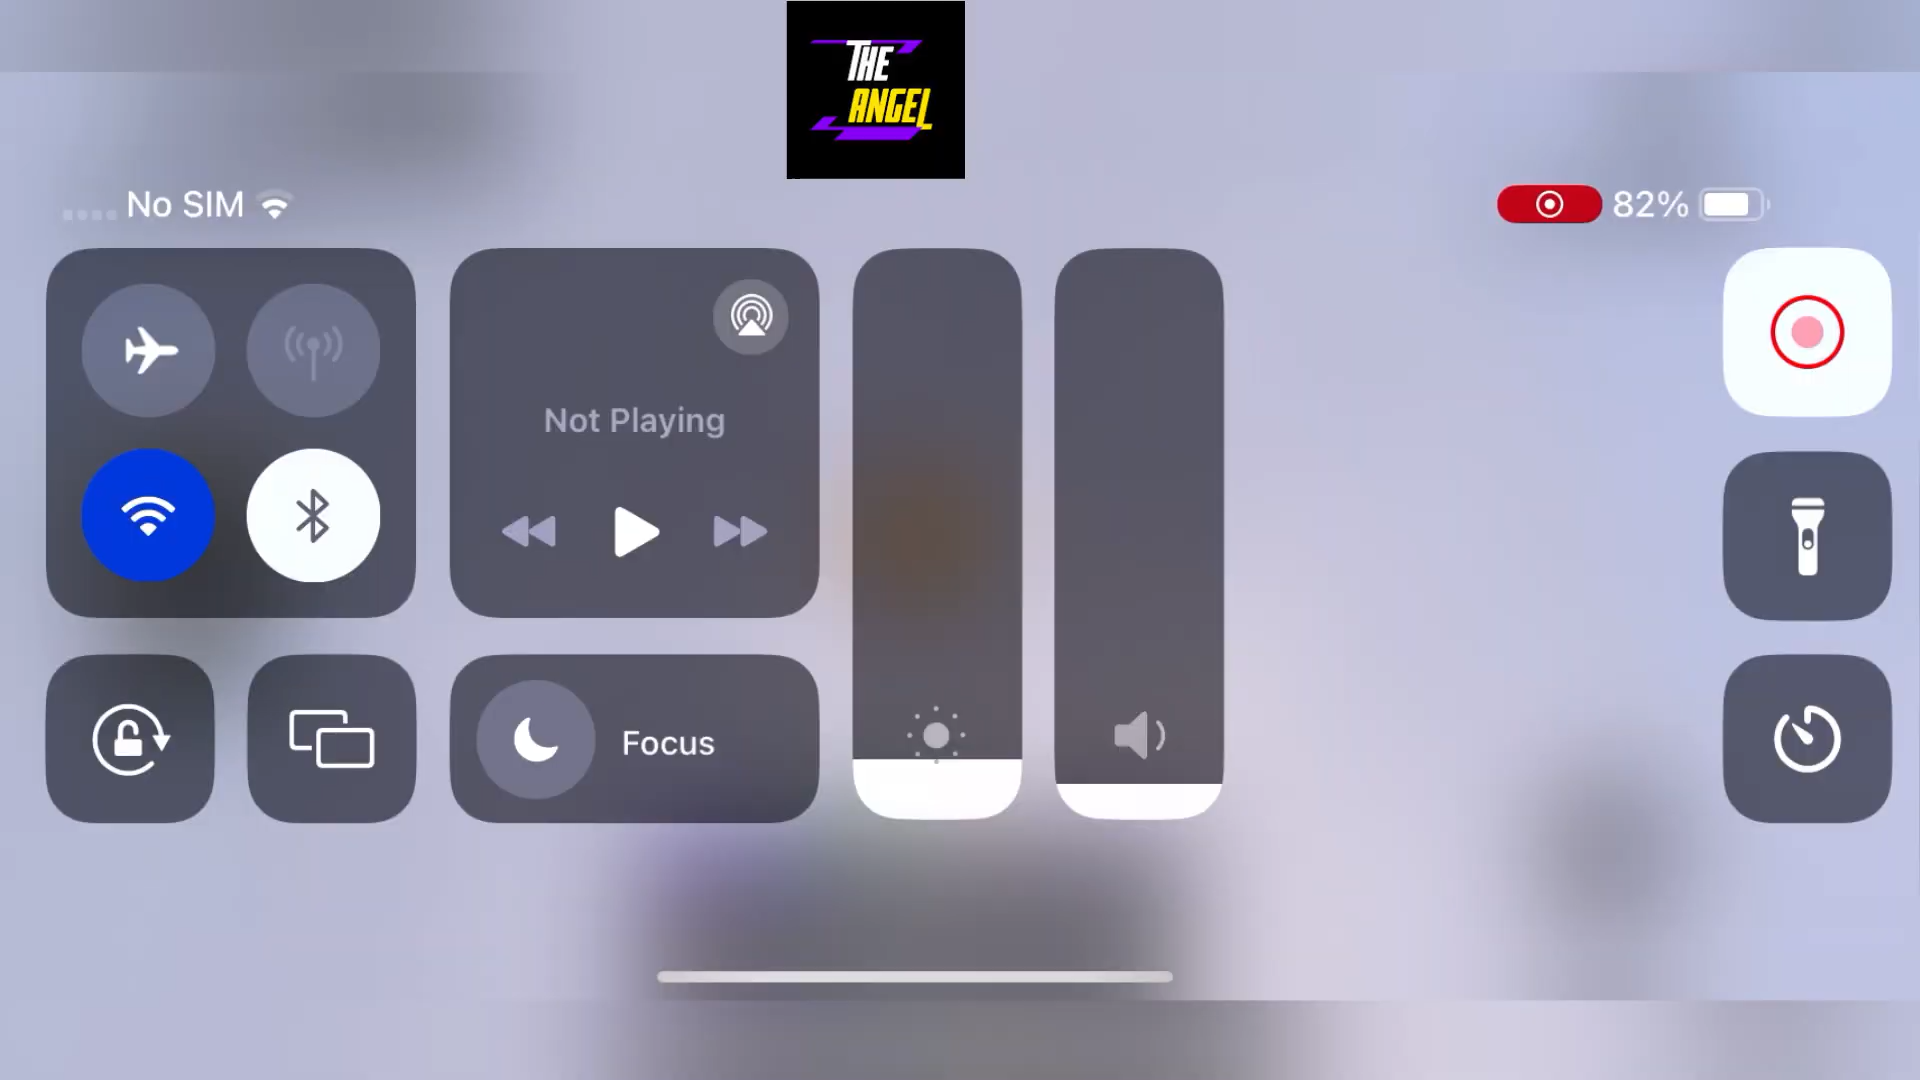 THE
ANGEL
No SIM
82%
Not Playing
Focus